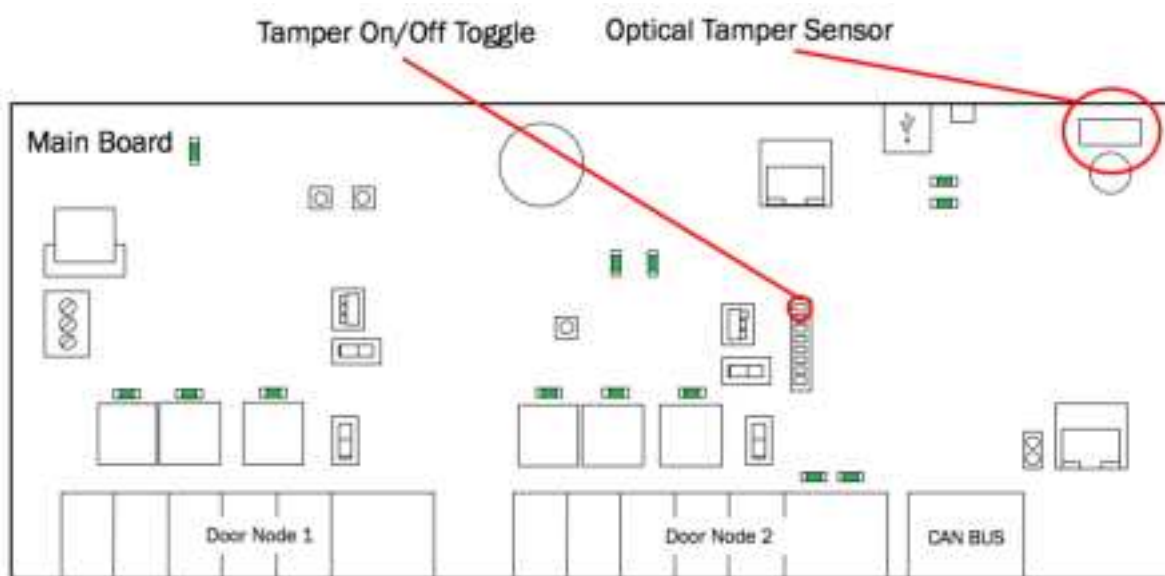 Tamper On/Off Toggle
Optical Tamper Sensor
Main Board
Door Node 1
Door Node 2
CAN BUS